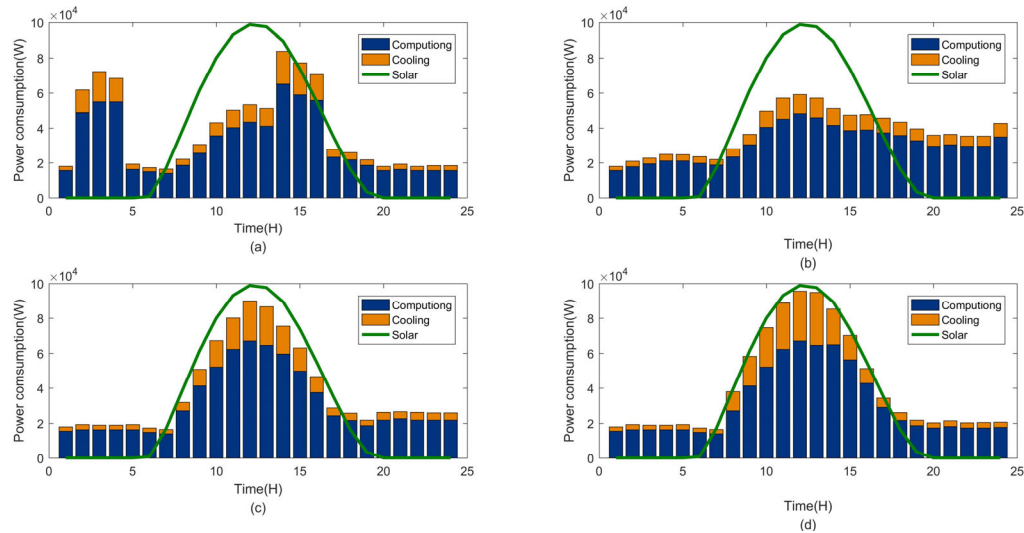 ×10⁴
10
8
6
4
2
0
Power comsumption(W)
Computiong
Cooling
Solar
0 5 10 15 20 25
Time(H)
(a)
×10⁴
10
8
6
4
2
0
Power comsumption(W)
Computiong
Cooling
Solar
0 5 10 15 20 25
Time(H)
(b)
×10⁴
10
8
6
4
2
0
Power consumption(W)
Computiong
Cooling
Solar
0 5 10 15 20 25
Time(H)
(c)
×10⁴
10
8
6
4
2
0
Power consumption(W)
Computiong
Cooling
Solar
0 5 10 15 20 25
Time(H)
(d)